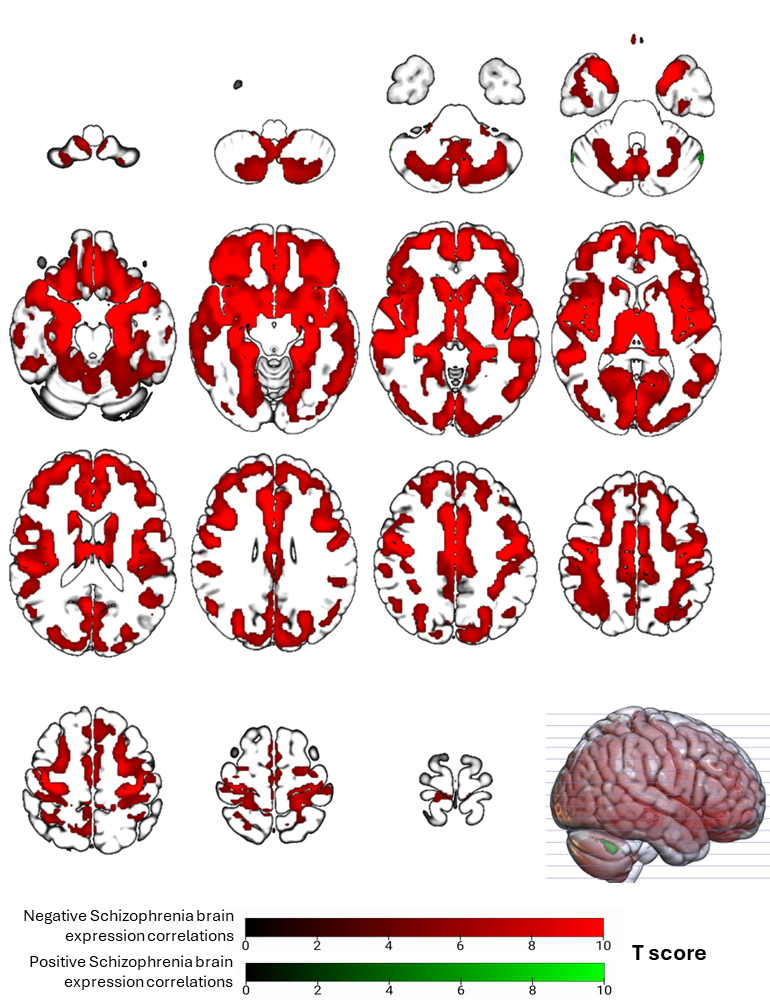 Negative Schizophrenia brain
expression correlations
0 2 4 6 8 10
T score
Positive Schizophrenia brain
expression correlations
0 2 4 6 8 10